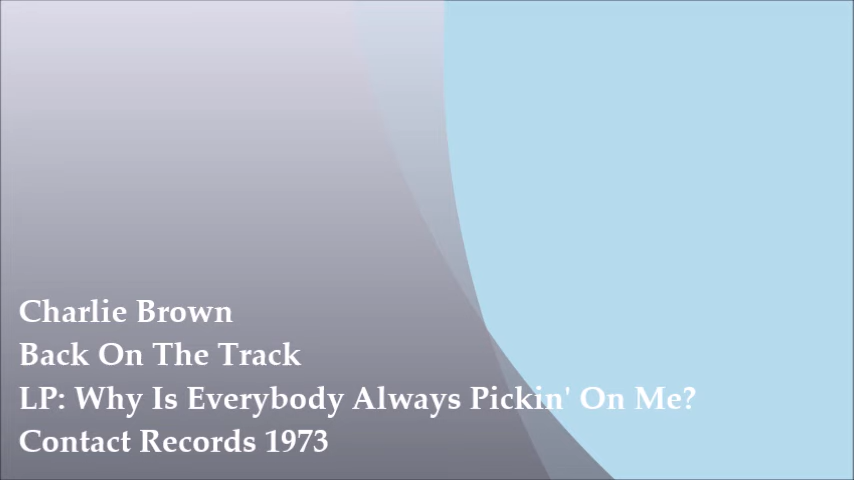 Charlie Brown
Back On The Track
LP: Why Is Everybody Always Pickin' On Me?
Contact Records 1973